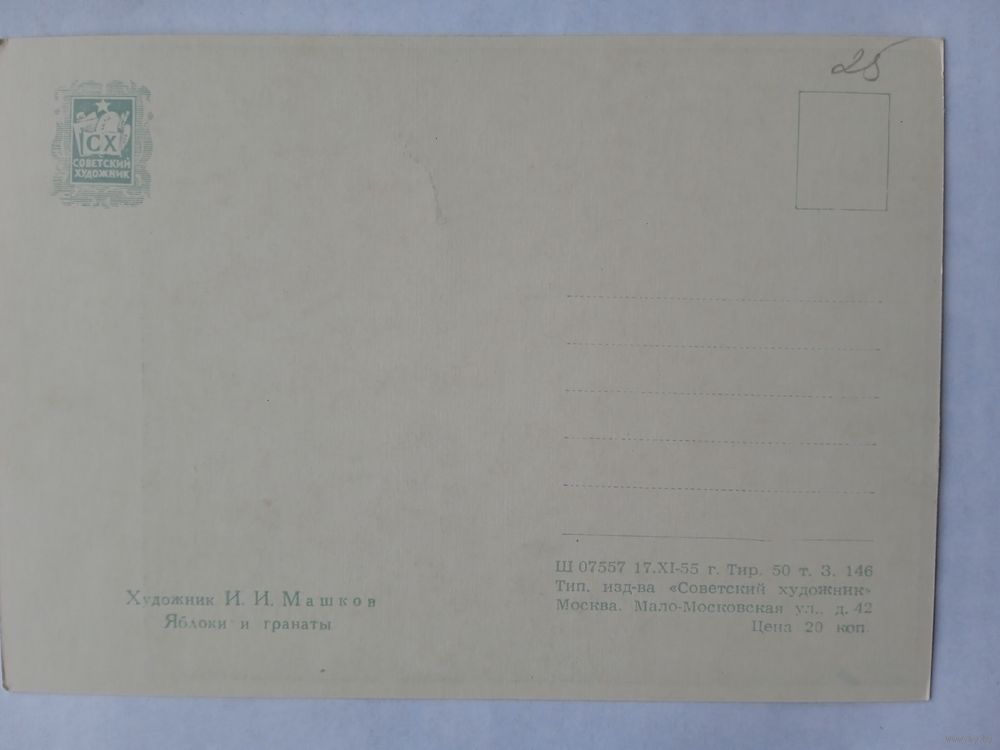 25
СХ
СОВЕТСКИЙ
ХУДОЖНИК
Художник И. И. Машков
Яблоки и гранаты
Ш 07557 17.XI-55 г. Тир. 50 т. З. 146
Тип. изд-ва «Советский художник»
Москва. Мало-Московская ул., д. 42
Цена 20 коп.